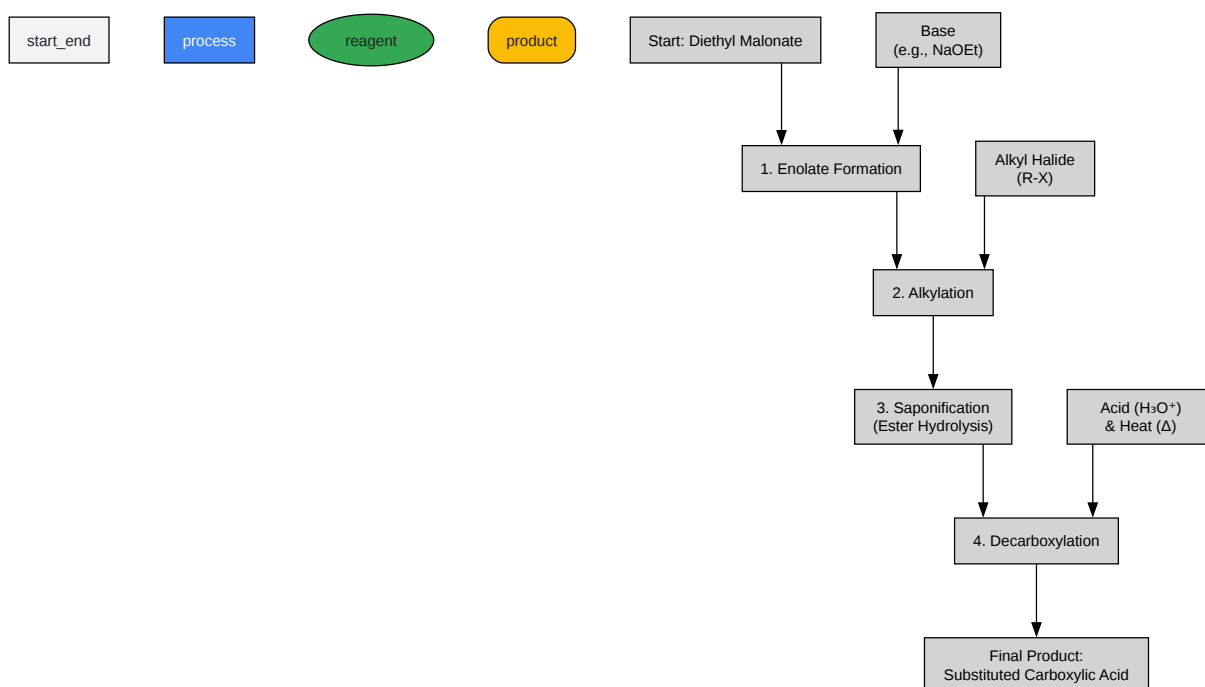 start_end
process
reagent
product
Start: Diethyl Malonate
Base
(e.g., NaOEt)
1. Enolate Formation
Alkyl Halide
(R-X)
2. Alkylation
3. Saponification
(Ester Hydrolysis)
Acid (H₃O⁺)
& Heat (Δ)
4. Decarboxylation
Final Product:
Substituted Carboxylic Acid